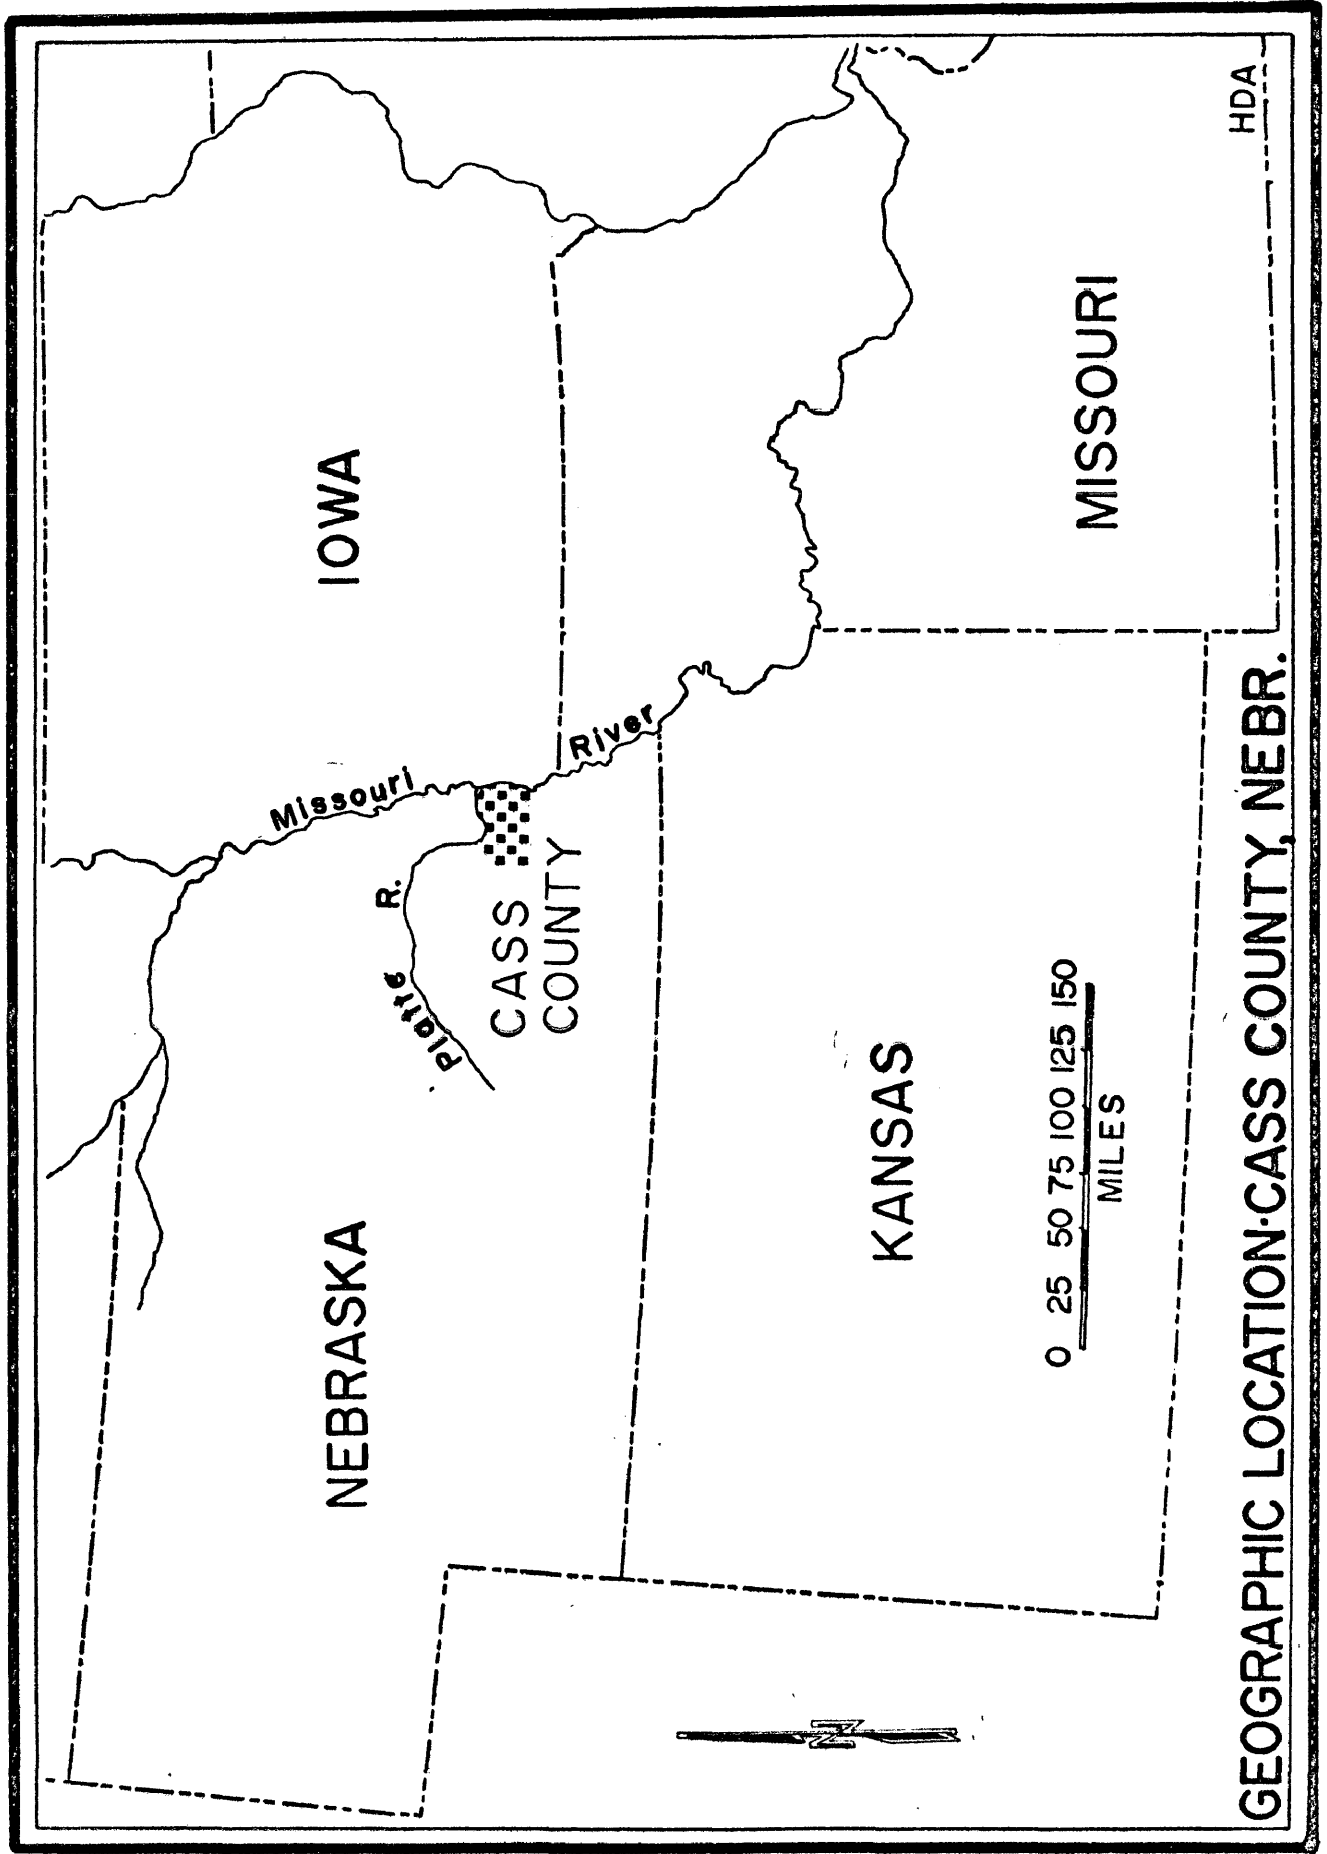 IOWA
NEBRASKA
Missouri
River
Platte R.
CASS
COUNTY
KANSAS
MISSOURI
0 25 50 75 100 125 150
MILES
N
HDA
GEOGRAPHIC LOCATION-CASS COUNTY, NEBR.